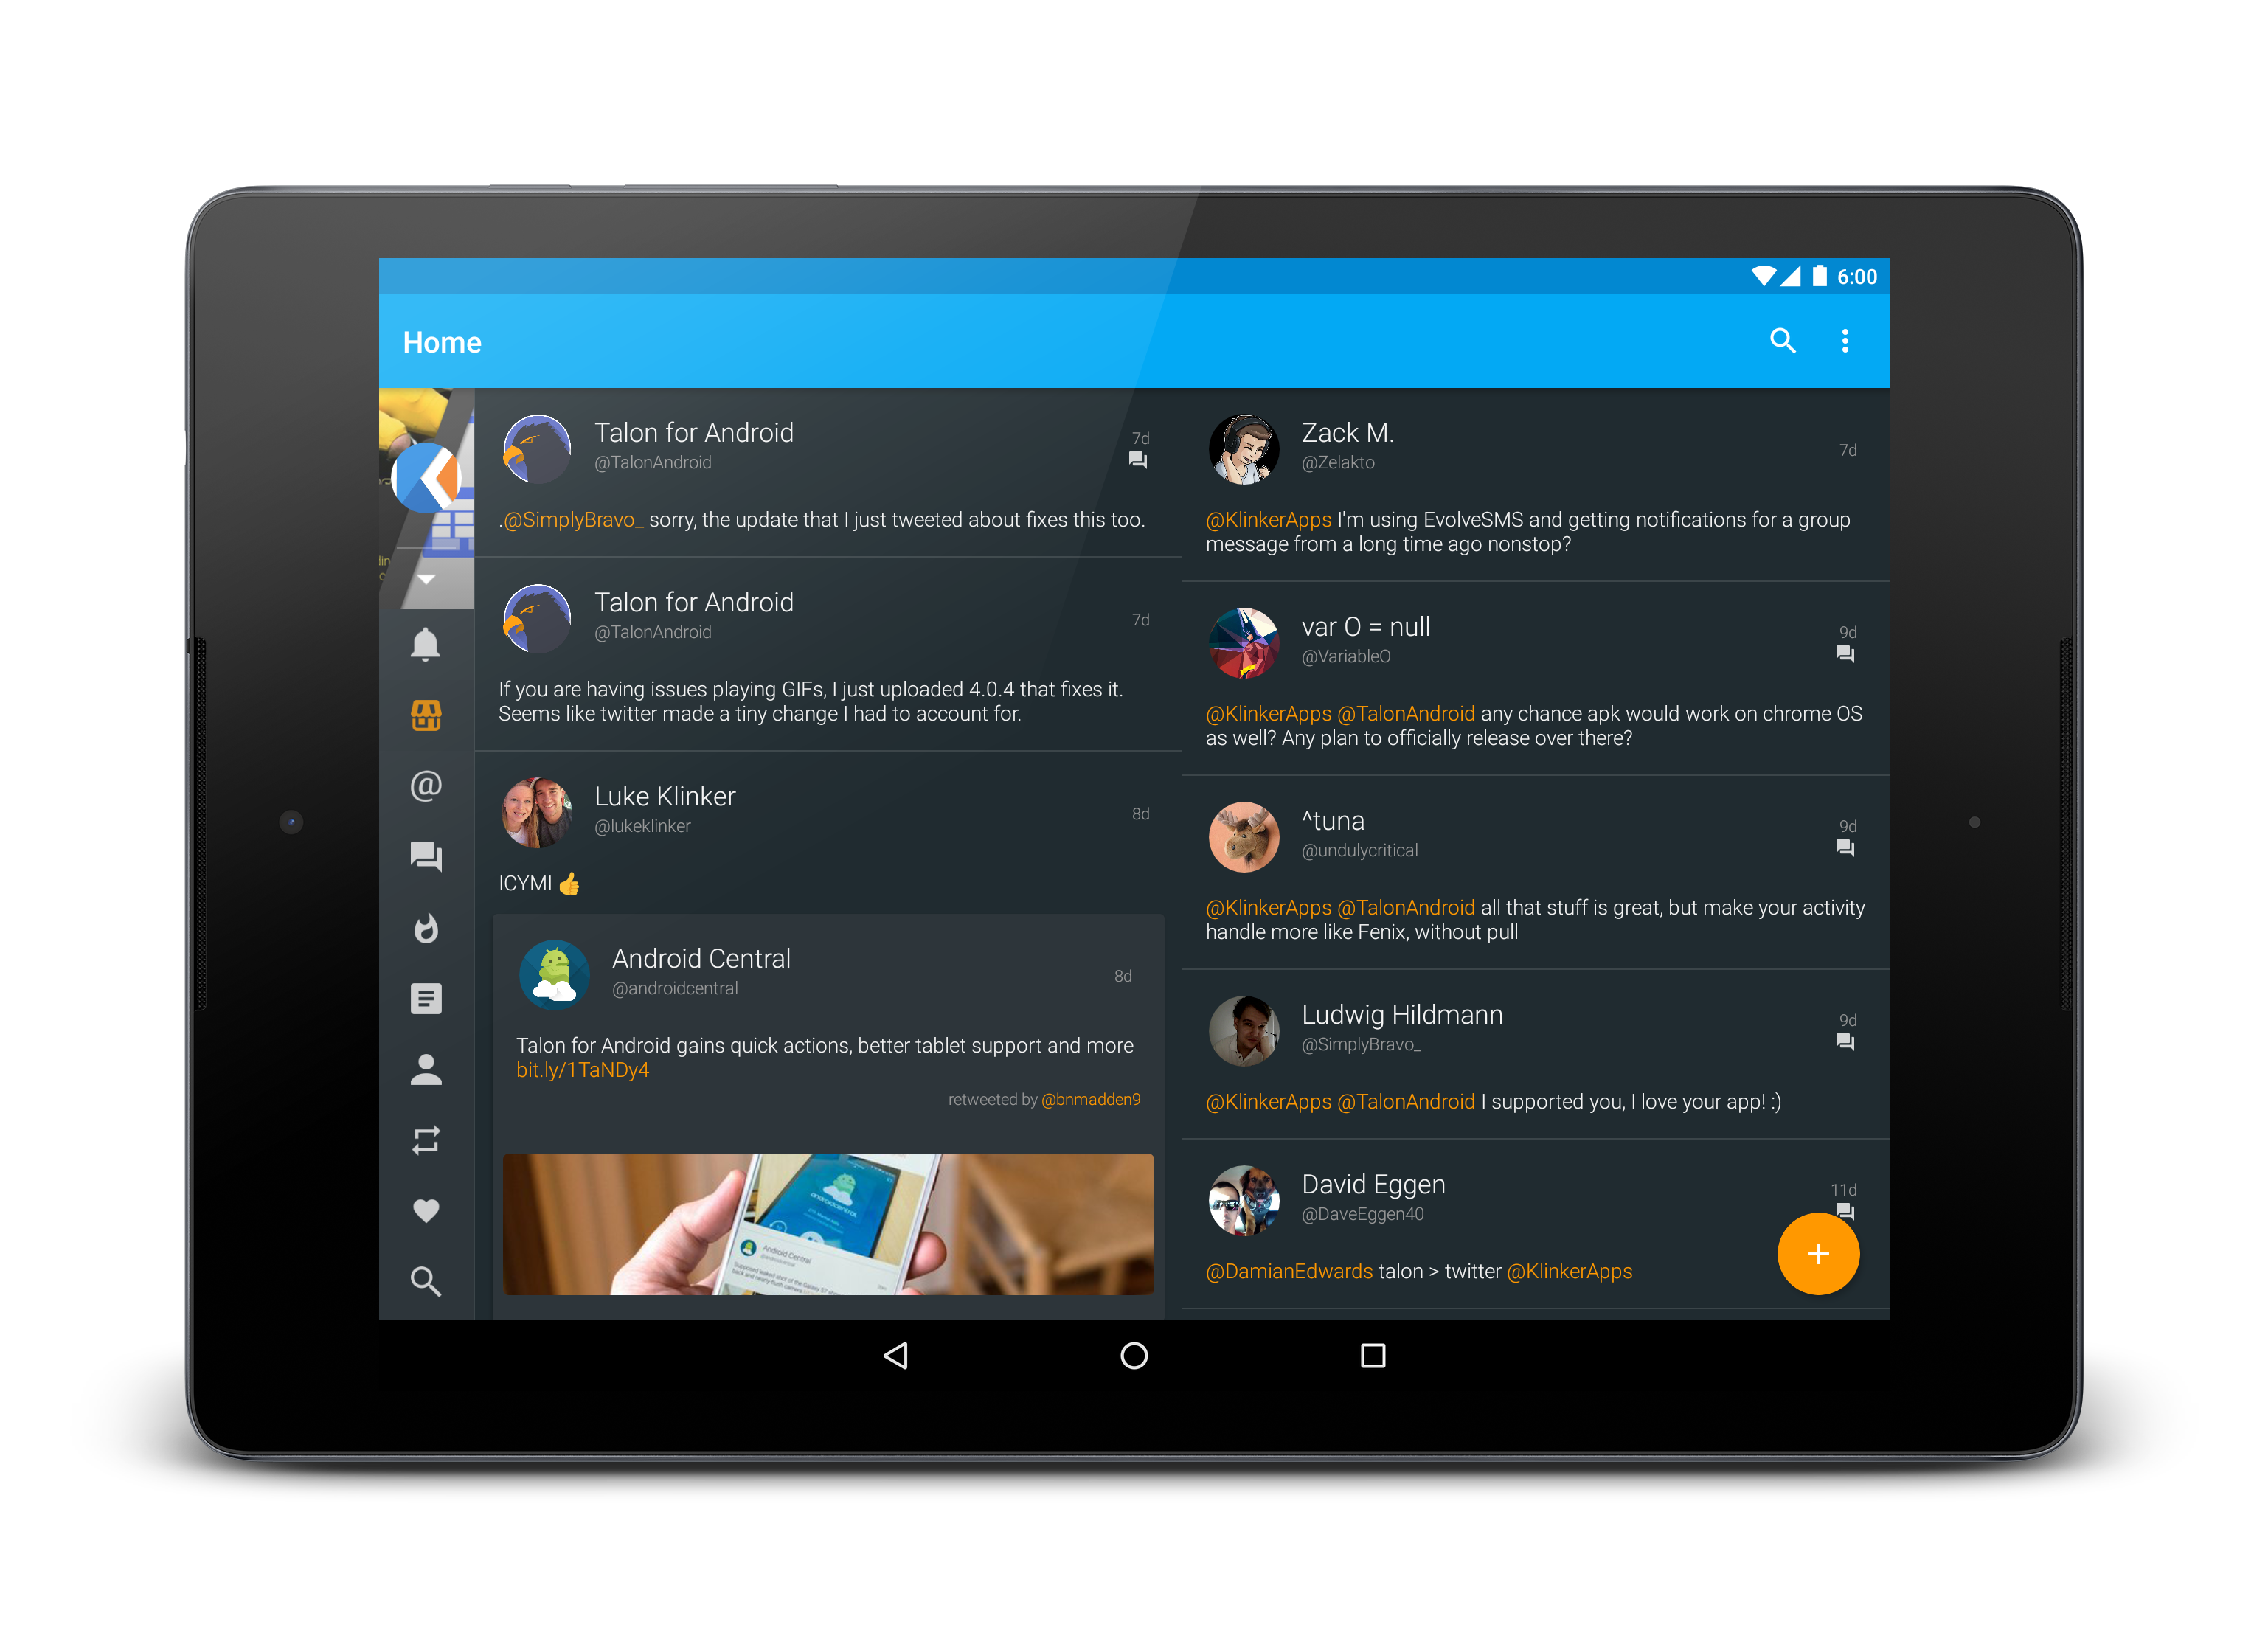 6:00
Home
Talon for Android
@TalonAndroid
7d
.@SimplyBravo_ sorry, the update that I just tweeted about fixes this too.
Talon for Android
@TalonAndroid
7d
If you are having issues playing GIFs, I just uploaded 4.0.4 that fixes it.
Seems like twitter made a tiny change I had to account for.
Luke Klinker
@lukeklinker
8d
ICYMI 👍
Android Central
@androidcentral
8d
Talon for Android gains quick actions, better tablet support and more
bit.ly/1TaNDy4
retweeted by @bnmadden9
androidcentral
Android Central
Zack M.
@Zelakto
7d
@KlinkerApps I'm using EvolveSMS and getting notifications for a group
message from a long time ago nonstop?
var O = null
@VariableO
9d
@KlinkerApps @TalonAndroid any chance apk would work on chrome OS
as well? Any plan to officially release over there?
^tuna
@undulycritical
9d
@KlinkerApps @TalonAndroid all that stuff is great, but make your activity
handle more like Fenix, without pull
Ludwig Hildmann
@SimplyBravo_
9d
@KlinkerApps @TalonAndroid I supported you, I love your app! :)
David Eggen
@DaveEggen40
11d
@DamianEdwards talon > twitter @KlinkerApps